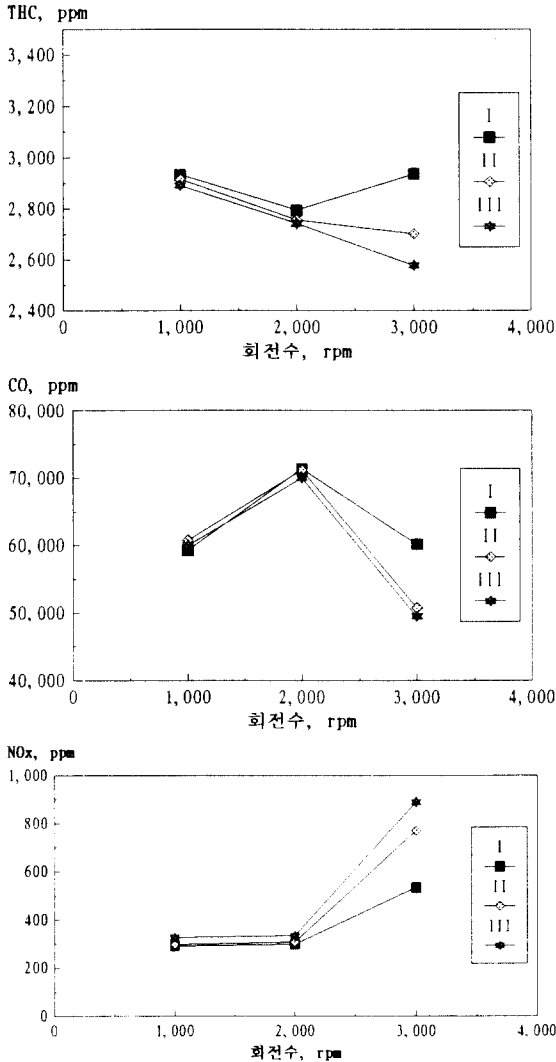 THC, ppm
3,400
3,200
3,000
2,800
2,600
2,400
0
1,000
2,000
3,000
4,000
회전수, rpm
I
II
III
CO, ppm
80,000
70,000
60,000
50,000
40,000
0
1,000
2,000
3,000
4,000
회전수, rpm
I
II
III
NOx, ppm
1,000
800
600
400
200
0
0
1,000
2,000
3,000
4,000
회전수, rpm
I
II
III